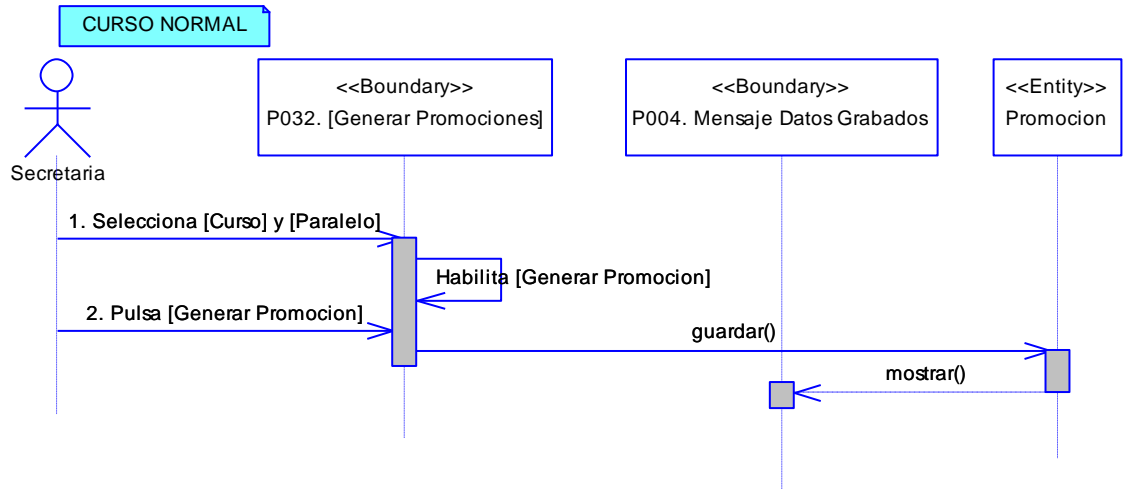 CURSO NORMAL
<<Boundary>>
P032. [Generar Promociones]
<<Boundary>>
P004. Mensaje Datos Grabados
<<Entity>>
Promocion
Secretaria
1. Selecciona [Curso] y [Paralelo]
Habilita [Generar Promocion]
2. Pulsa [Generar Promocion]
guardar()
mostrar()